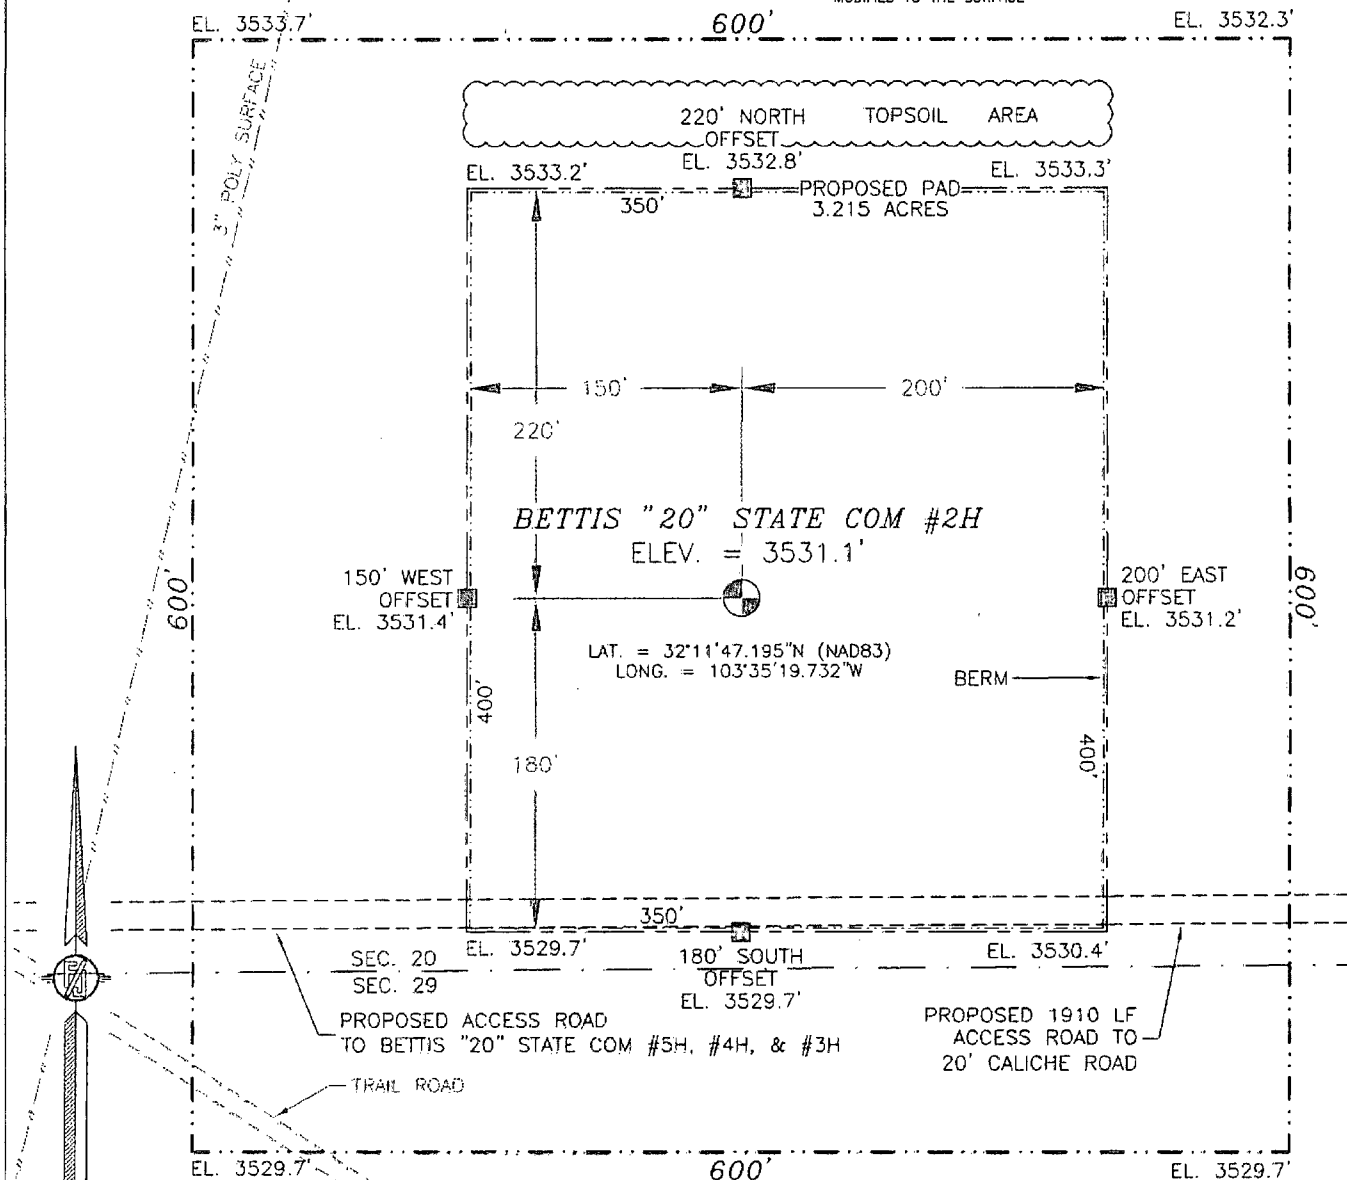 MODIFIED TO THE SURFACE
EL. 3533.7'
600'
EL. 3532.3'
3" POLY SURFACE
220' NORTH
OFFSET
EL. 3532.8'
TOPSOIL AREA
EL. 3533.2'
EL. 3533.3'
350'
PROPOSED PAD
3.215 ACRES
150'
200'
220'
BETTIS "20" STATE COM #2H
ELEV. = 3531.1'
150' WEST
OFFSET
EL. 3531.4'
200' EAST
OFFSET
EL. 3531.2'
600'
600'
LAT. = 32°11'47.195"N (NAD83)
LONG. = 103°35'19.732"W
BERM
400'
400'
180'
350'
EL. 3529.7'
180' SOUTH
OFFSET
EL. 3529.7'
EL. 3530.4'
SEC. 20
SEC. 29
PROPOSED ACCESS ROAD
TO BETTIS "20" STATE COM #5H, #4H, & #3H
PROPOSED 1910 LF
ACCESS ROAD TO
20' CALICHE ROAD
TRAIL ROAD
EL. 3529.7'
600'
EL. 3529.7'